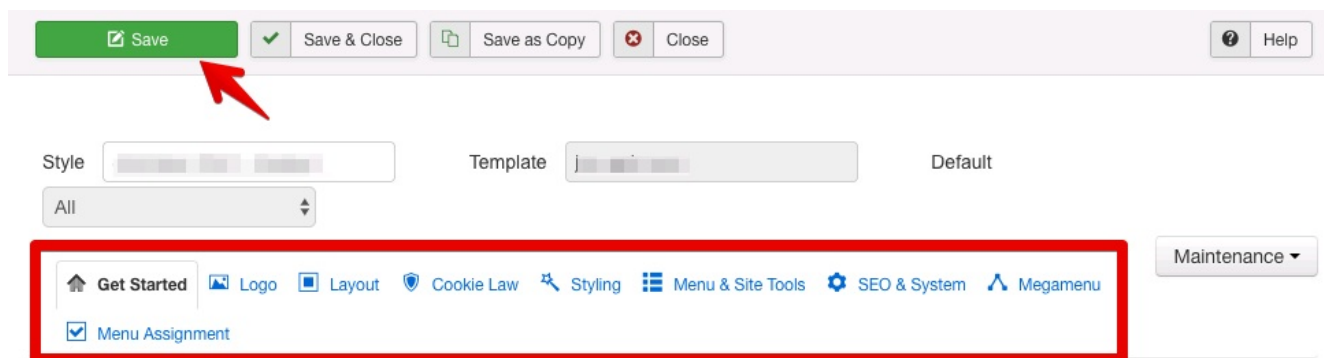 Save Save & Close Save as Copy Close Help
Style Template Default
All
Maintenance
Get Started Logo Layout Cookie Law Styling Menu & Site Tools SEO & System Megamenu
Menu Assignment